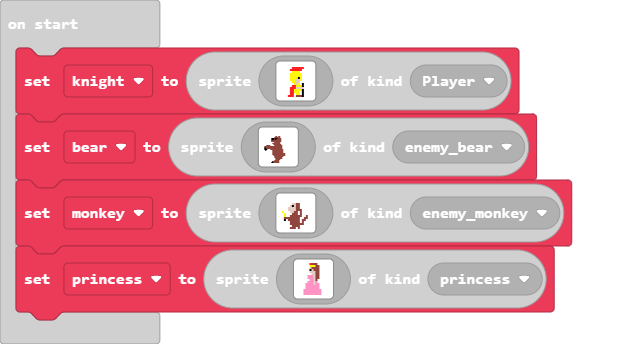 on start
set knight to sprite of kind Player
set bear to sprite of kind enemy_bear
set monkey to sprite of kind enemy_monkey
set princess to sprite of kind princess